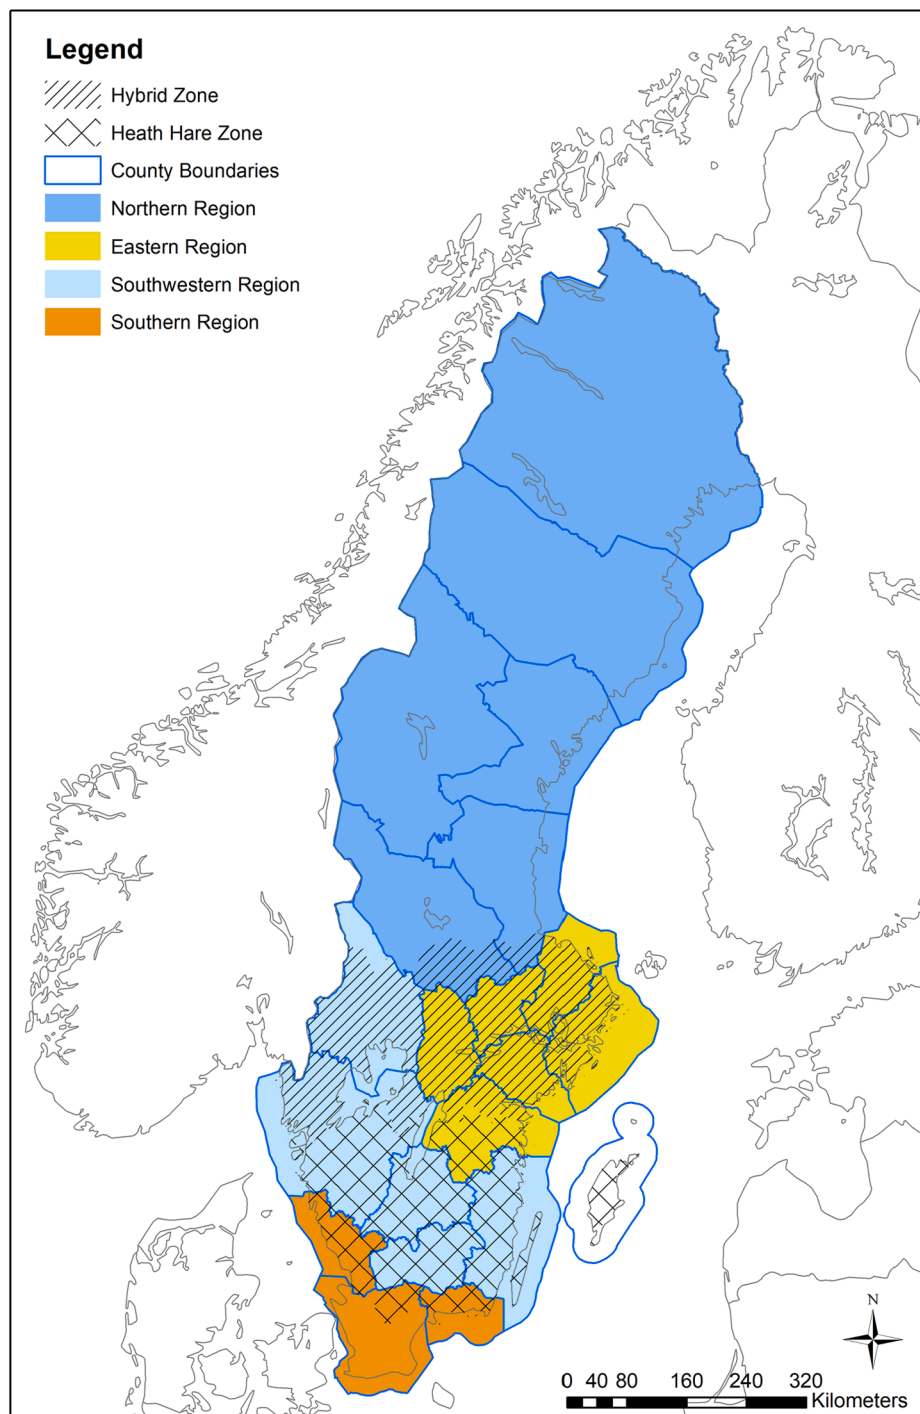 Legend
Hybrid Zone
Heath Hare Zone
County Boundaries
Northern Region
Eastern Region
Southwestern Region
Southern Region
N
0 40 80 160 240 320
Kilometers